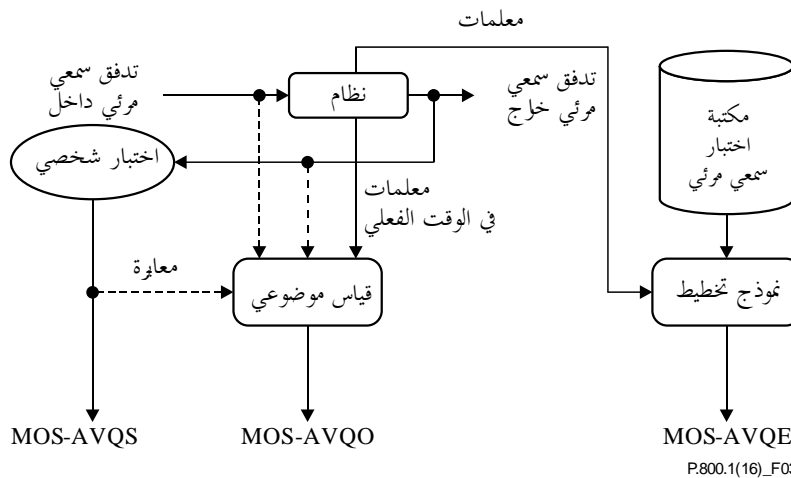 معلمات
تدفق سمعي
مرئي داخل
نظام
تدفق سمعي
مرئي خارج
مكتبة
اختبار
سمعي مرئي
اختبار شخصي
معلمات
في الوقت الفعلي
معايرة
قياس موضوعي
نموذج تخطيط
MOS-AVQS
MOS-AVQO
MOS-AVQE
P.800.1(16)_F03